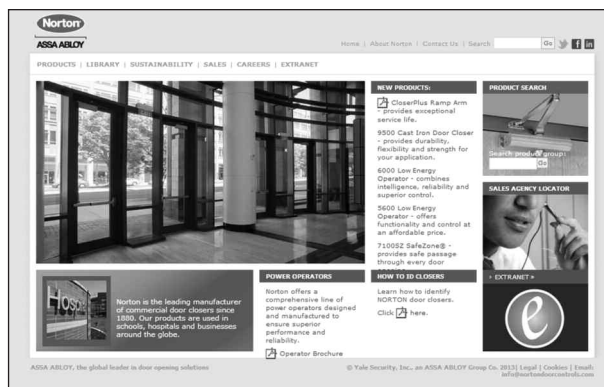 Norton
ASSA ABLOY
Home | About Norton | Contact Us | Search
Go
PRODUCTS | LIBRARY | SUSTAINABILITY | SALES | CAREERS | EXTRANET
NEW PRODUCTS:
CloserPlus Ramp Arm
- provides exceptional
service life.
9500 Cast Iron Door Closer
- provides durability,
flexibility and strength for
your application.
6000 Low Energy
Operator - combines
intelligence, reliability and
superior control.
5600 Low Energy
Operator - offers
functionality and control at
an affordable price.
7100SZ SafeZone® -
provides safe passage
through every door
PRODUCT SEARCH
Search product group:
Go
SALES AGENCY LOCATOR
› EXTRANET »
e
Hospi
Norton is the leading manufacturer
of commercial door closers since
1880. Our products are used in
schools, hospitals and businesses
around the globe.
POWER OPERATORS
Norton offers a
comprehensive line of
power operators designed
and manufactured to
ensure superior
performance and
reliability.
Operator Brochure
HOW TO ID CLOSERS
Learn how to identify
NORTON door closers.
Click here.
ASSA ABLOY, the global leader in door opening solutions
© Yale Security, Inc., an ASSA ABLOY Group Co. 2013| Legal | Cookies | Email:
info@nortondoorcontrols.com